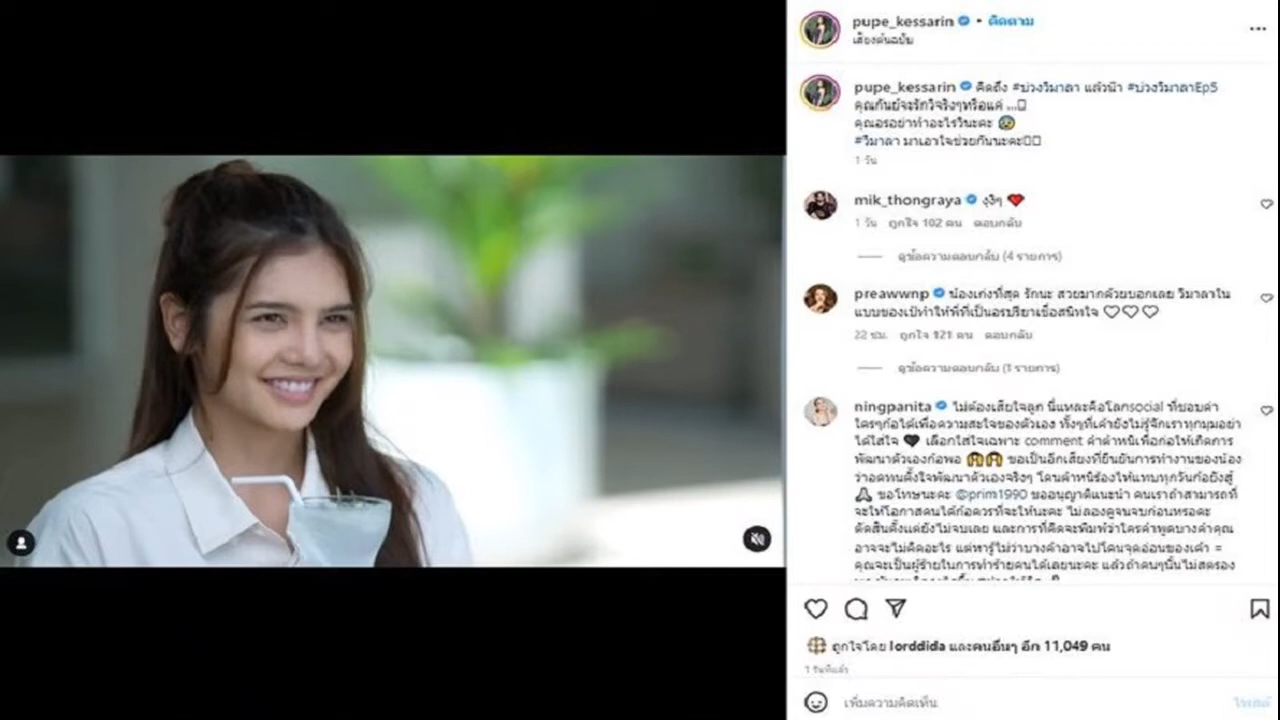 pupe_kessarin • ติดตาม
เสียงต้นฉบับ
pupe_kessarin คิดถึง #บ่วงวิมาลา แล้วน๊า #บ่วงวิมาลาEp5
คุณกันย์จะรักวิจริงๆหรือแค่ ...
คุณอรอย่าทำอะไรวินะคะ 😰
#วิมาลา มาเอาใจช่วยกันนะคะ
1 วัน
mik_thongraya งุงิๆ ❤️
1 วัน ถูกใจ 102 คน ตอบกลับ
ดูข้อความตอบกลับ (4 รายการ)
preawwnp น้องเก่งที่สุด รักนะ สวยมากด้วยบอกเลย วิมาลาใน
แบบของเป้ทำให้พี่ที่เป็นอรปรียาเชื่อสนิทใจ ♡♡♡
22 ชม. ถูกใจ 121 คน ตอบกลับ
ดูข้อความตอบกลับ (1 รายการ)
ningpanita ไม่ต้องเสียใจลูก นี่แหละคือโลกsocial ที่ชอบด่า
ใครๆก้อได้เพื่อความสะใจของตัวเอง ทั้งๆที่เค้ายังไม่รู้จักเราทุกมุมอย่า
ได้ใส่ใจ 🖤 เลือกใส่ใจเฉพาะ comment คำตำหนิเพื่อก่อให้เกิดการ
พัฒนาตัวเองก้อพอ 🙆🙆 ขอเป็นอีกเสียงที่ยืนยันการทำงานของน้อง
ว่าอดทนตั้งใจพัฒนาตัวเองจริงๆ โดนตำหนิร้องไห้แทบทุกวันก้อยังสู้
🙏 ขอโทษนะคะ @prim1990 ขออนุญาติแนะนำ คนเราถ้าสามารถที่
จะให้โอกาสคนได้ก้อควรที่จะให้นะคะ ไม่ลองดูจนจบก่อนหรอคะ
ตัดสินตั้งแต่ยังไม่จบเลย และการที่คิดจะพิมพ์ว่าใครคำพูดบางคำคุณ
อาจจะไม่คิดอะไร แต่หารู้ไม่ว่าบางคำอาจไปโดนจุดอ่อนของเค้า =
คุณจะเป็นผู้ร้ายในการทำร้ายคนได้เลยนะคะ แล้วถ้าคนๆนั้นไม่สตรอง
ถูกใจโดย lorddida และคนอื่นๆ อีก 11,049 คน
1 วันที่แล้ว
เพิ่มความคิดเห็น
โพสต์